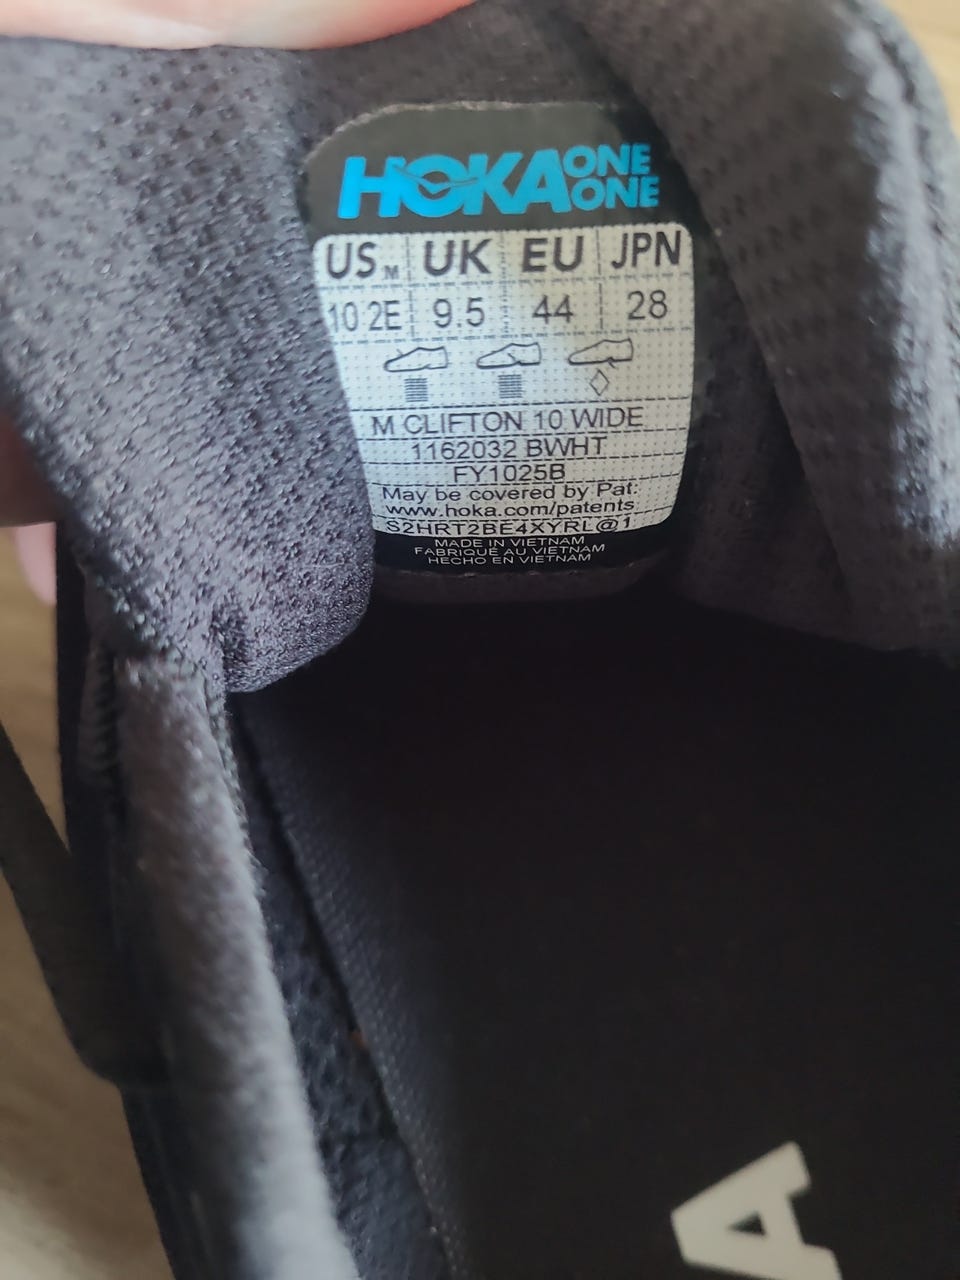 HOKA ONE ONE
US M UK EU JPN
10 2E 9.5 44 28
M CLIFTON 10 WIDE
1162032 BWHT
FY1025B
May be covered by Pat:
www.hoka.com/patents
S2HRT2BE4XYRL@1
MADE IN VIETNAM
FABRIQUÉ AU VIETNAM
HECHO EN VIETNAM
A